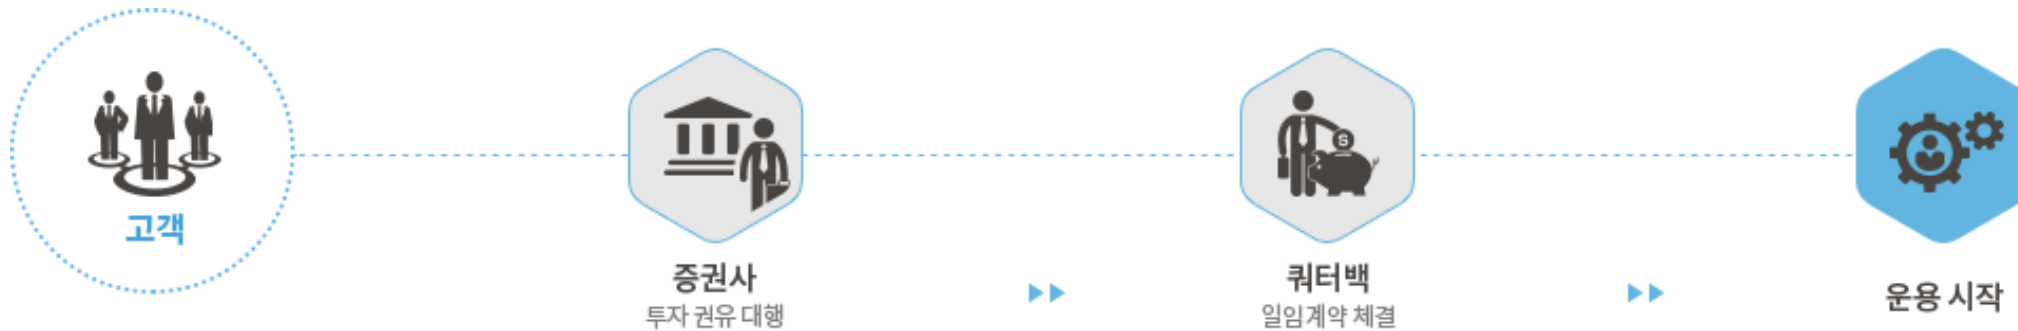 고객
증권사
투자 권유 대행
쿼터백
일임계약 체결
운용 시작